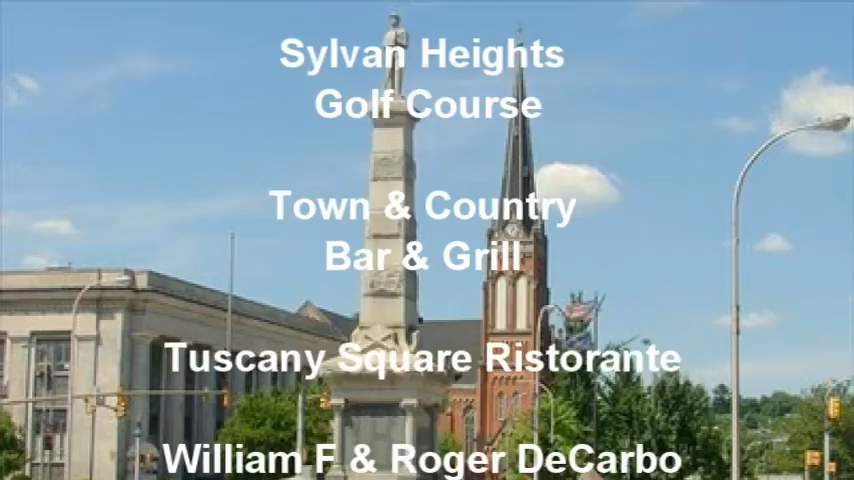 Sylvan Heights
Golf Course
Town & Country
Bar & Grill
Tuscany Square Ristorante
William F & Roger DeCarbo